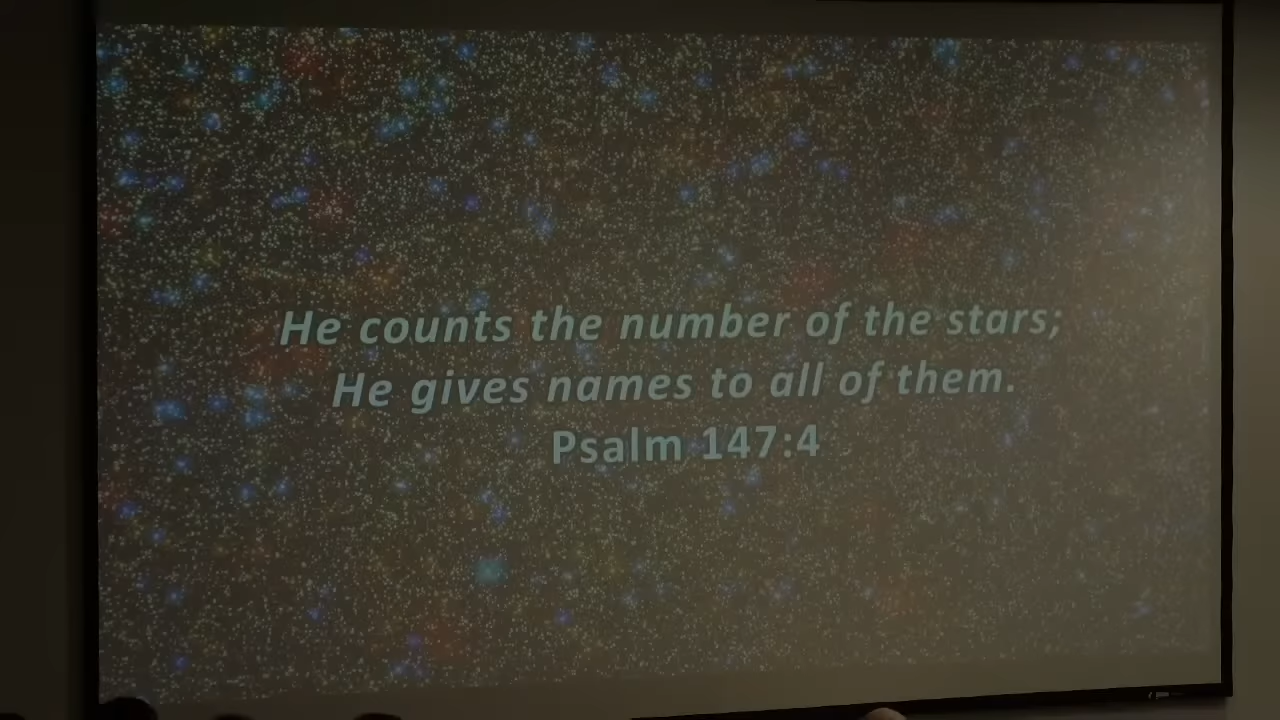 He counts the number of the stars;
He gives names to all of them.
Psalm 147:4